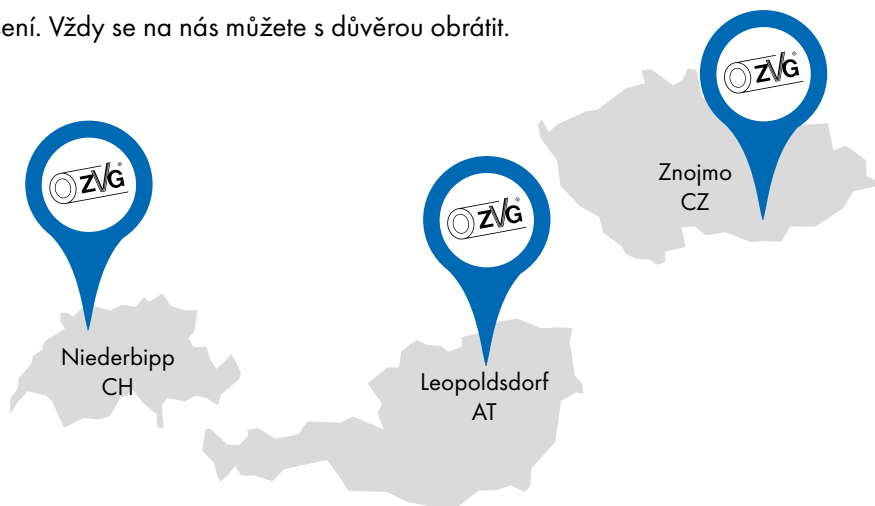 ení. Vždy se na nás můžete s důvěrou obrátit.
ZVG®
Znojmo
CZ
ZVG®
ZVG®
Niederbipp
CH
Leopoldsdorf
AT